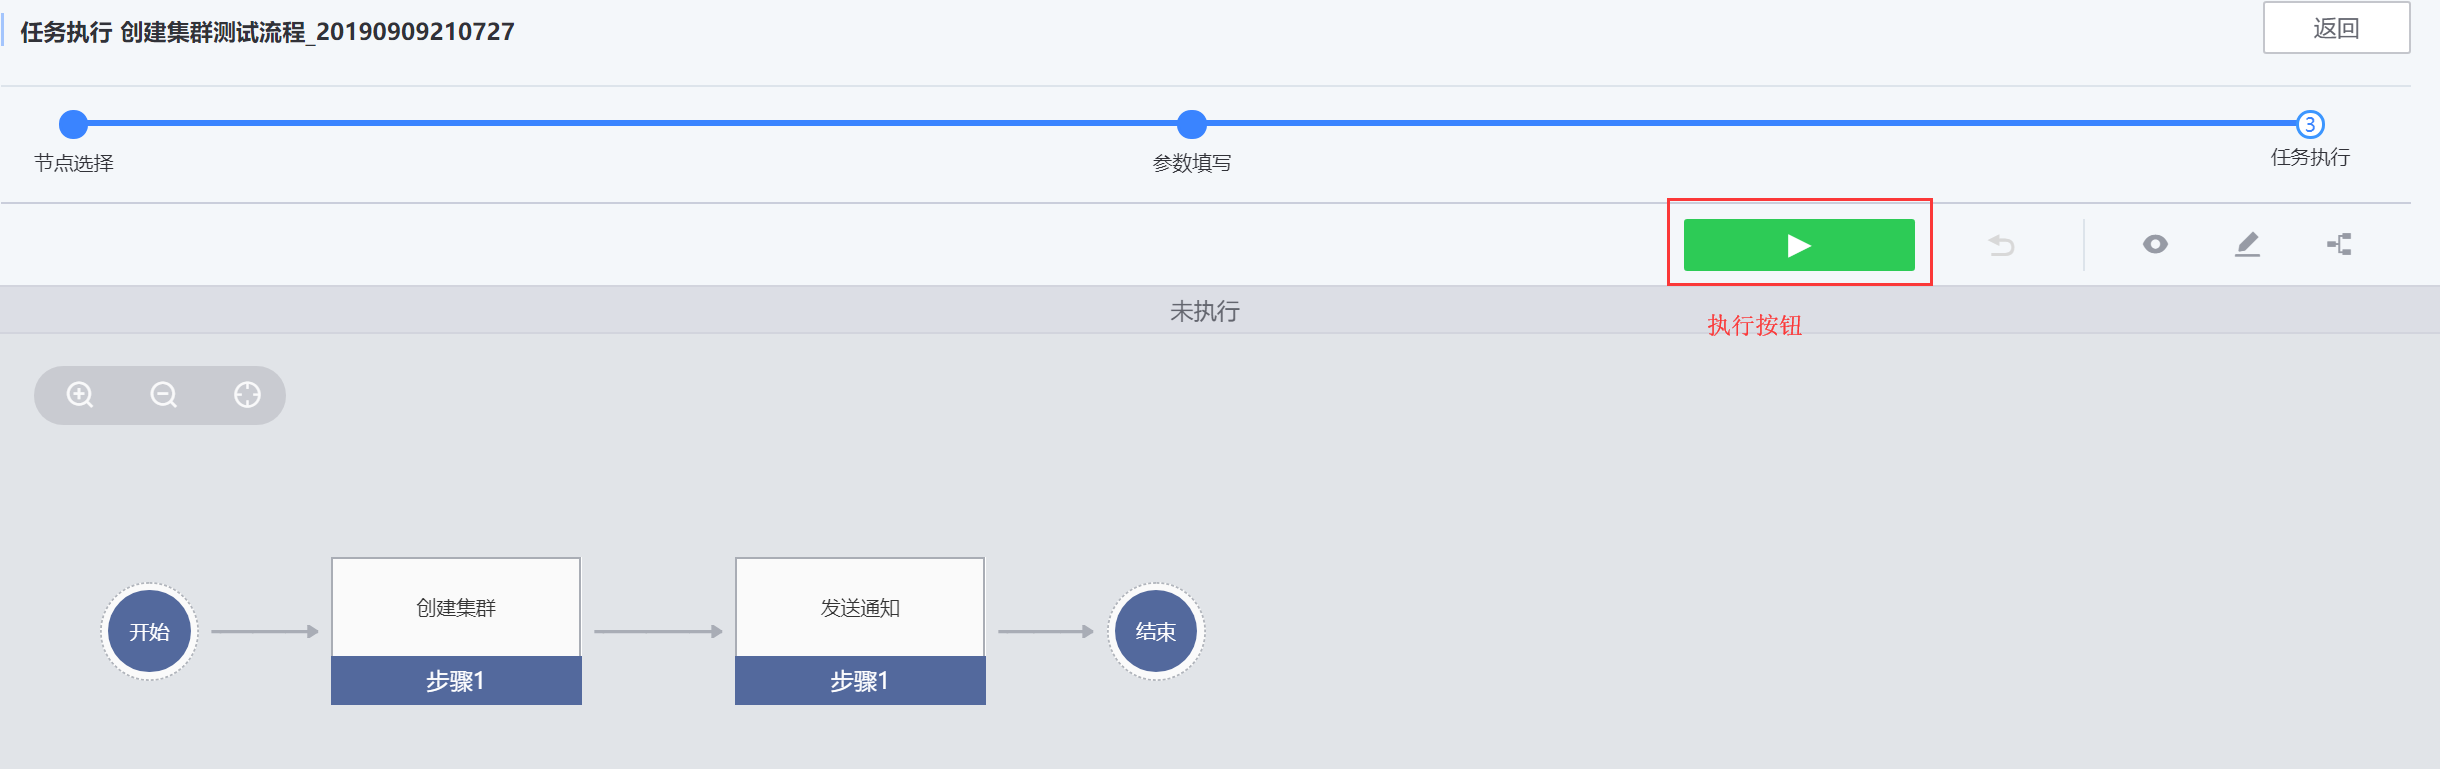 任务执行 创建集群测试流程_20190909210727
返回
3
节点选择
参数填写
任务执行
未执行
执行按钮
开始
创建集群
步骤1
发送通知
步骤1
结束